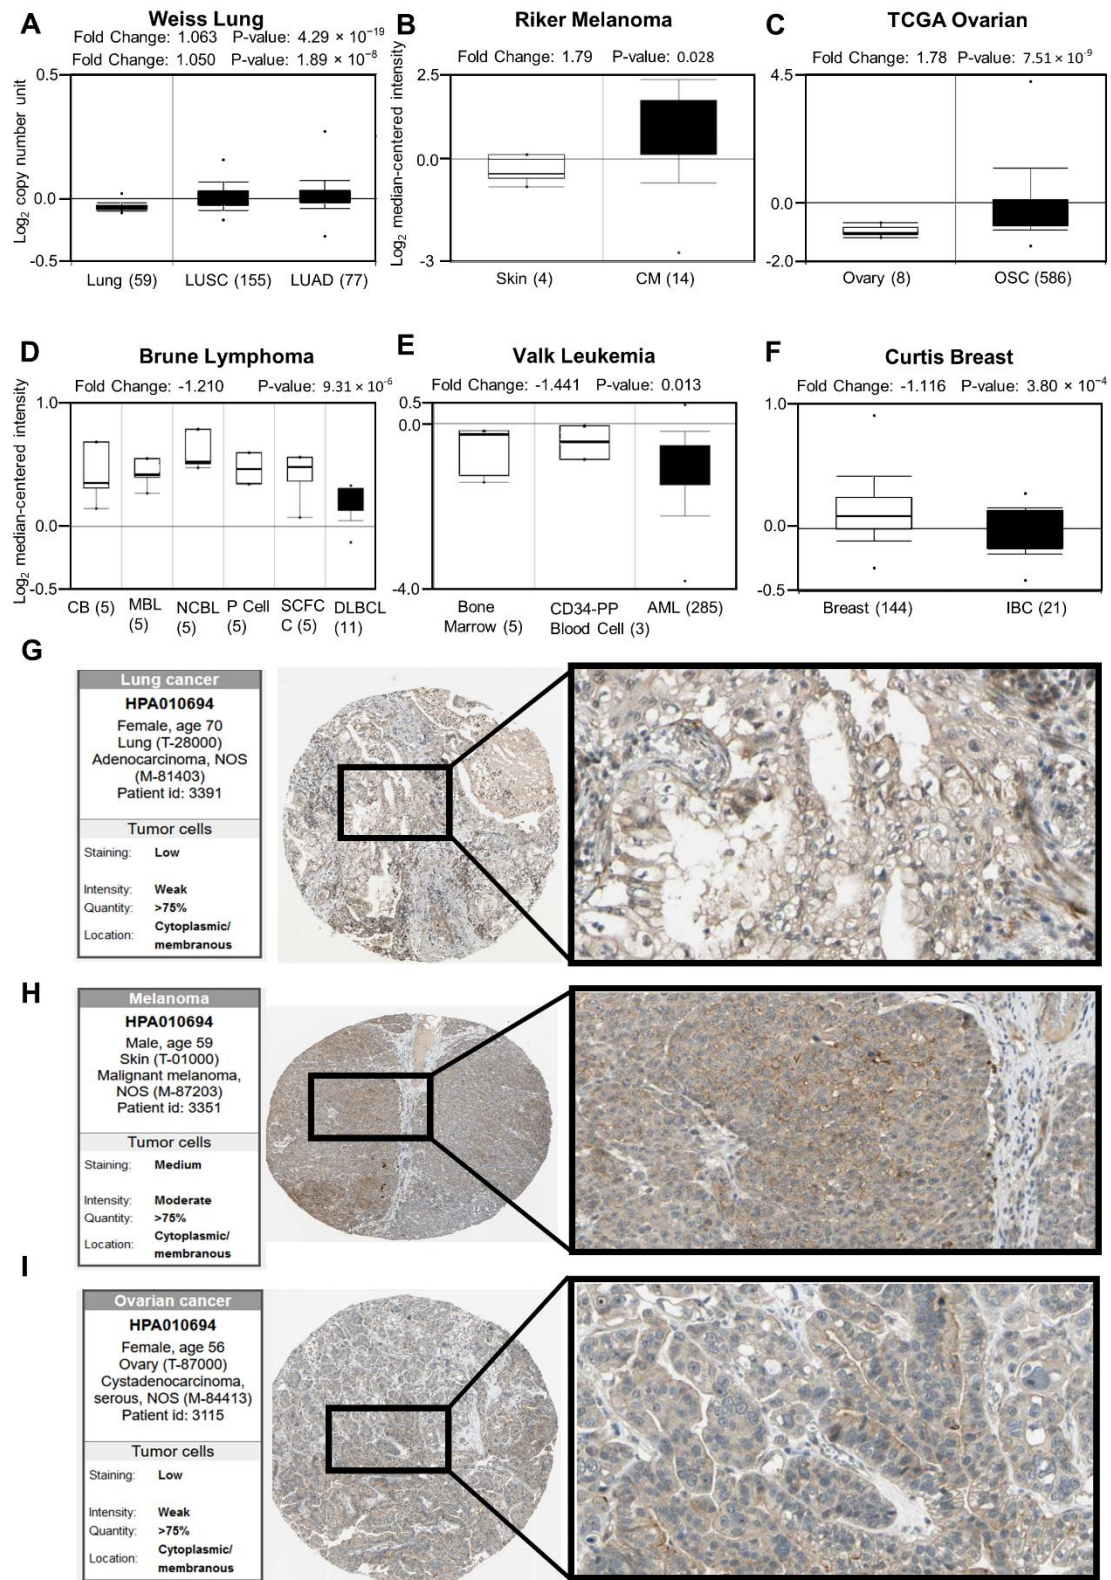 A
Weiss Lung
Fold Change: 1.063 P-value: 4.29 × 10⁻¹⁹
Fold Change: 1.050 P-value: 1.89 × 10⁻⁸
Log₂ copy number unit
0.5
0.0
-0.5
Lung (59) LUSC (155) LUAD (77)
B
Riker Melanoma
Fold Change: 1.79 P-value: 0.028
Log₂ median-centered intensity
2.5
0.0
-3
Skin (4) CM (14)
C
TCGA Ovarian
Fold Change: 1.78 P-value: 7.51 × 10⁻⁹
4.5
0.0
-2.0
Ovary (8) OSC (586)
D
Brune Lymphoma
Fold Change: -1.210 P-value: 9.31 × 10⁻⁶
Log₂ median-centered intensity
1.0
0.0
-0.5
CB (5) MBL (5) NCBL (5) P Cell (5) SCFC C (5) DLBCL (11)
E
Valk Leukemia
Fold Change: -1.441 P-value: 0.013
0.5
0.0
-4.0
Bone Marrow (5) CD34-PP Blood Cell (3) AML (285)
F
Curtis Breast
Fold Change: -1.116 P-value: 3.80 × 10⁻⁴
1.0
0.0
-0.5
Breast (144) IBC (21)
G
Lung cancer
HPA010694
Female, age 70
Lung (T-28000)
Adenocarcinoma, NOS
(M-81403)
Patient id: 3391
Tumor cells
Staining: Low
Intensity: Weak
Quantity: >75%
Location: Cytoplasmic/
membranous
H
Melanoma
HPA010694
Male, age 59
Skin (T-01000)
Malignant melanoma,
NOS (M-87203)
Patient id: 3351
Tumor cells
Staining: Medium
Intensity: Moderate
Quantity: >75%
Location: Cytoplasmic/
membranous
I
Ovarian cancer
HPA010694
Female, age 56
Ovary (T-87000)
Cystadenocarcinoma,
serous, NOS (M-84413)
Patient id: 3115
Tumor cells
Staining: Low
Intensity: Weak
Quantity: >75%
Location: Cytoplasmic/
membranous